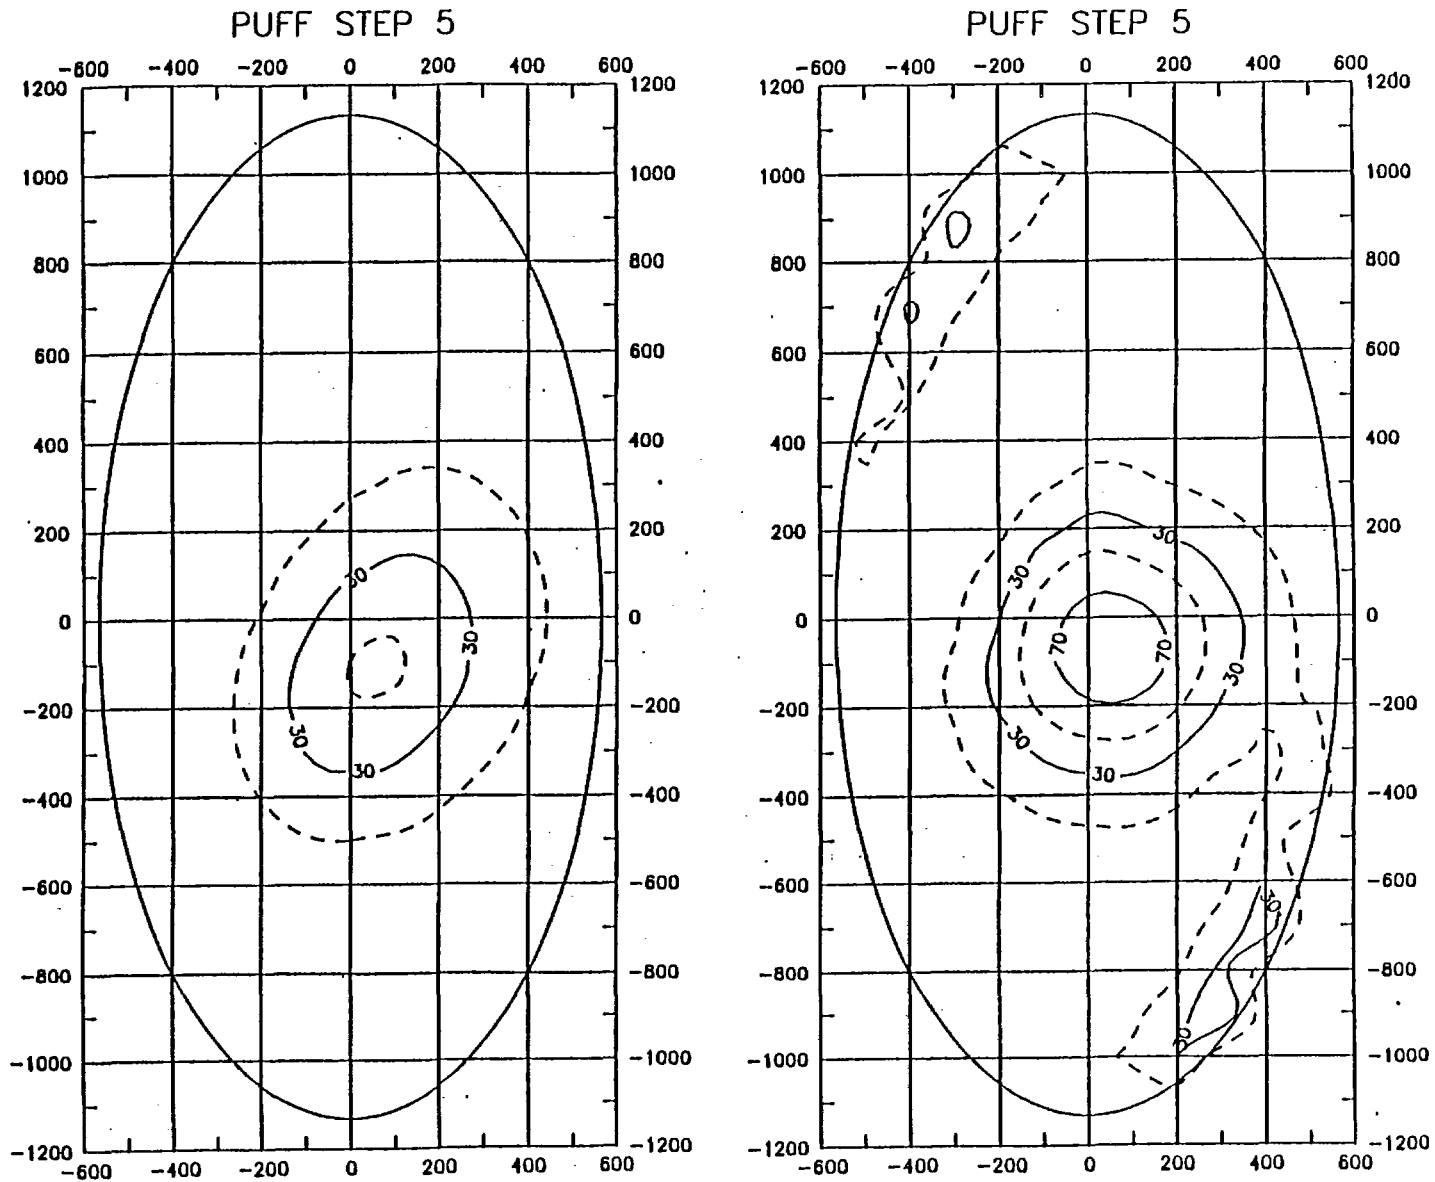 PUFF STEP 5
PUFF STEP 5
-600 -400 -200 0 200 400 600
-600 -400 -200 0 200 400 600
1200 1200 1200 1200
1000 1000 1000 1000
800 800 800 800
600 600 600 600
400 400 400 400
200 200 200 200
30 30 30
0 0 0 0
30 70 70 30
-200 -200 -200 -200
30 30
30 30
-400 -400 -400 -400
-600 -600 -600 -600
30
-800 -800 -800 -800
30
-1000 -1000 -1000 -1000
-1200 -1200 -1200 -1200
-600 -400 -200 0 200 400 600
-600 -400 -200 0 200 400 600